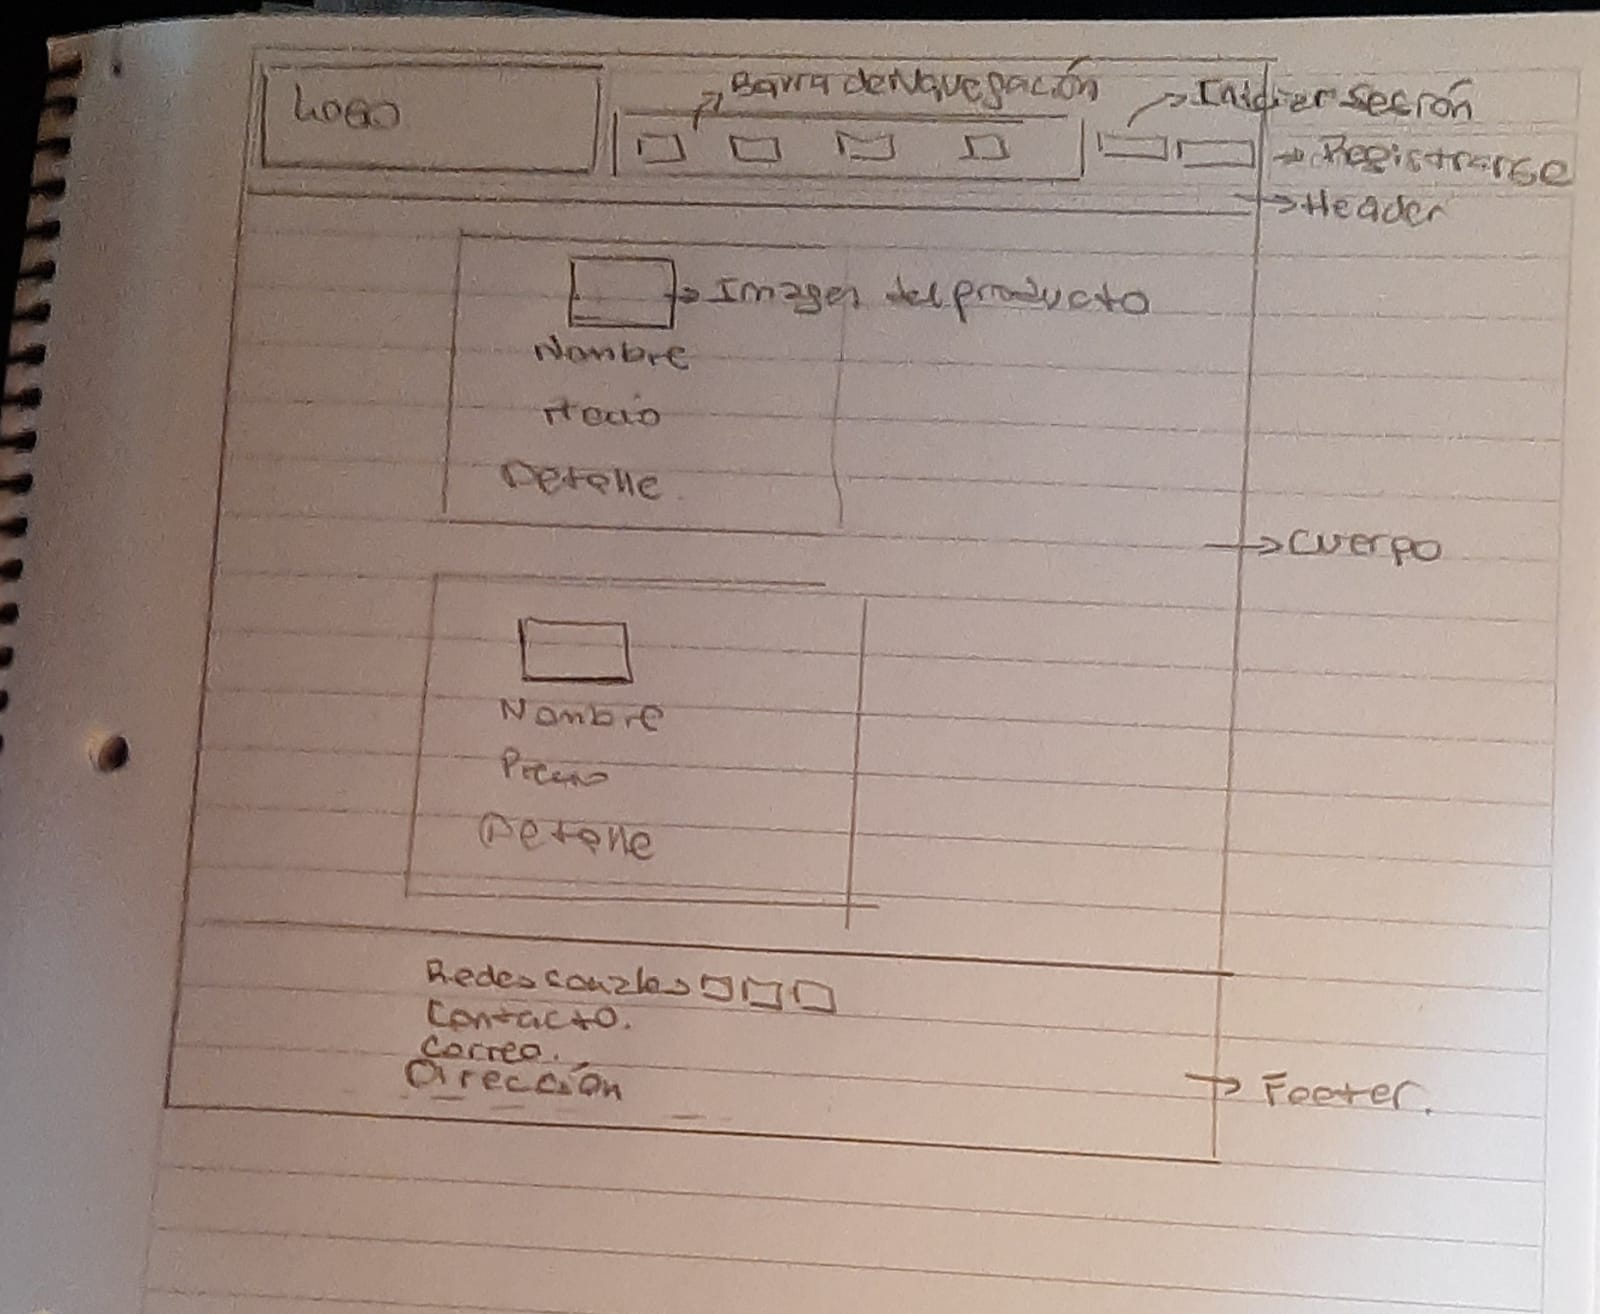 LOGO
Barra de Navegación
Iniciar Sesión
Registrarse
Header
Imagen del producto
Nombre
Precio
Detalle
Cuerpo
Nombre
Precio
Detalle
Redes sociales
Contacto.
Correo.
Dirección
Footer.